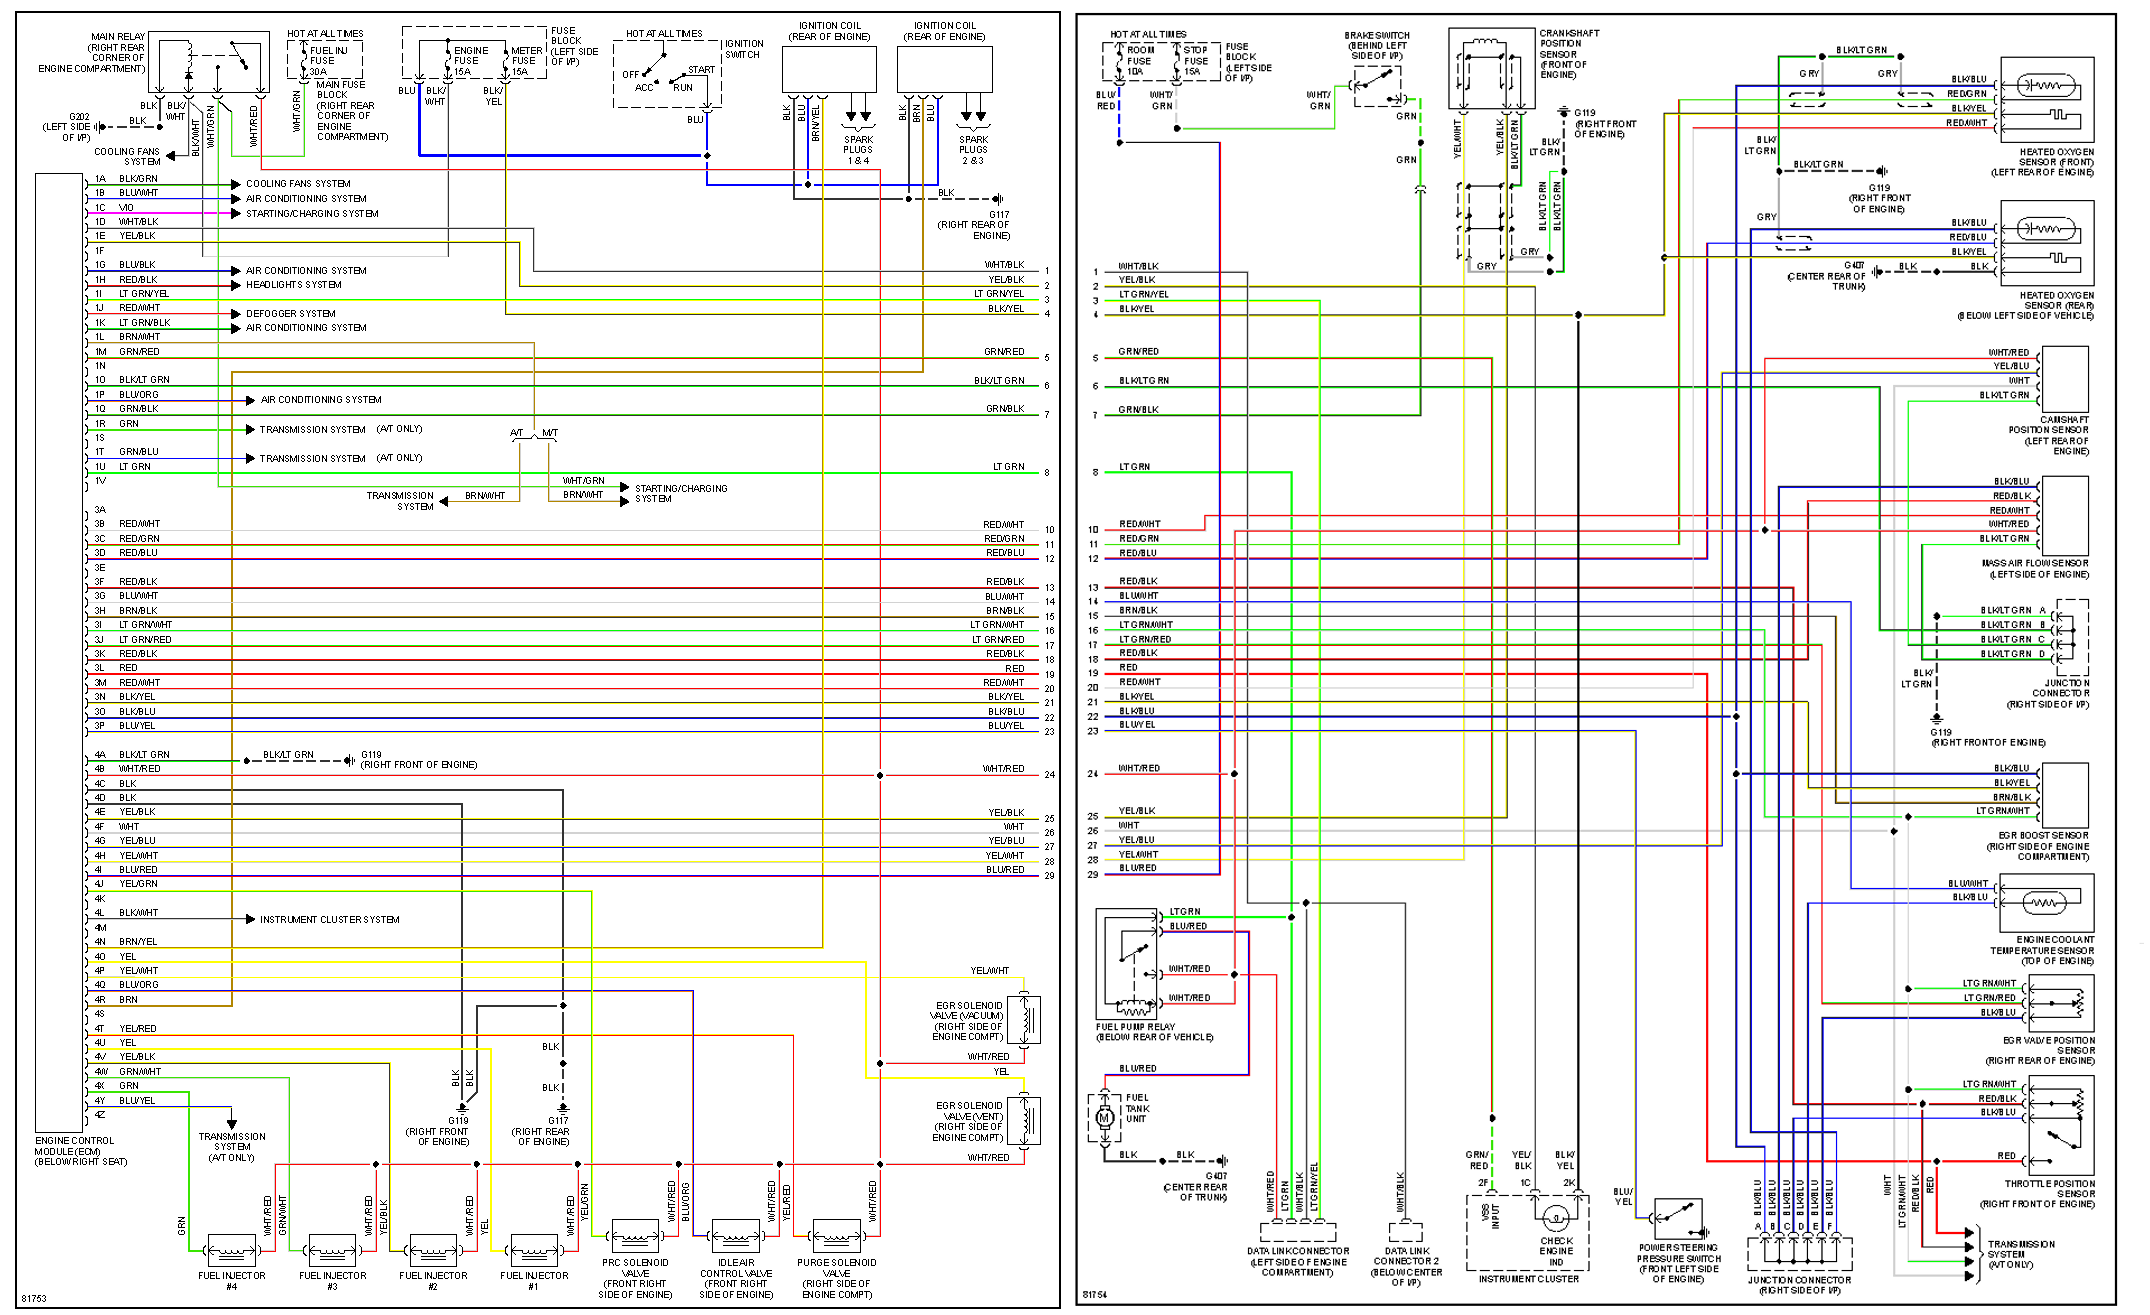 HOT AT ALL TIMES
MAIN RELAY
(RIGHT REAR
CORNER OF
ENGINE COMPARTMENT)
FUEL INJ
FUSE
30A
MAIN FUSE
BLOCK
(RIGHT REAR
CORNER OF
ENGINE
COMPARTMENT)
ENGINE
FUSE
15A
METER
FUSE
15A
FUSE
BLOCK
(LEFT SIDE
OF I/P)
HOT AT ALL TIMES
IGNITION
SWITCH
OFF
ACC
RUN
START
IGNITION COIL
(REAR OF ENGINE)
IGNITION COIL
(REAR OF ENGINE)
BLK
BLK/
WHT
WHT/GRN
WHT/RED
WHT/GRN
BLU
BLK/
WHT
BLK/
YEL
BLU
BLK
BLU
BRN/YEL
BLK
BRN
BLU
G202
(LEFT SIDE
OF I/P)
BLK
BLK/WHT
COOLING FANS
SYSTEM
SPARK
PLUGS
1 & 4
SPARK
PLUGS
2 & 3
BLK
G117
(RIGHT REAR OF
ENGINE)
1A BLK/GRN COOLING FANS SYSTEM
1B BLU/WHT AIR CONDITIONING SYSTEM
1C VIO STARTING/CHARGING SYSTEM
1D WHT/BLK
1E YEL/BLK
1F
1G BLU/BLK AIR CONDITIONING SYSTEM
1H RED/BLK HEADLIGHTS SYSTEM
1I LT GRN/YEL
1J RED/WHT DEFOGGER SYSTEM
1K LT GRN/BLK AIR CONDITIONING SYSTEM
1L BRN/WHT
1M GRN/RED
1N
1O BLK/LT GRN
1P BLU/ORG AIR CONDITIONING SYSTEM
1Q GRN/BLK
1R GRN TRANSMISSION SYSTEM (A/T ONLY)
1S
1T GRN/BLU TRANSMISSION SYSTEM (A/T ONLY)
1U LT GRN
1V
WHT/BLK 1
YEL/BLK 2
LT GRN/YEL 3
BLK/YEL 4
GRN/RED 5
BLK/LT GRN 6
GRN/BLK 7
LT GRN 8
A/T M/T
WHT/GRN
BRN/WHT
BRN/WHT
STARTING/CHARGING
SYSTEM
TRANSMISSION
SYSTEM
3A
3B RED/WHT RED/WHT 10
3C RED/GRN RED/GRN 11
3D RED/BLU RED/BLU 12
3E
3F RED/BLK RED/BLK 13
3G BLU/WHT BLU/WHT 14
3H BRN/BLK BRN/BLK 15
3I LT GRN/WHT LT GRN/WHT 16
3J LT GRN/RED LT GRN/RED 17
3K RED/BLK RED/BLK 18
3L RED RED 19
3M RED/WHT RED/WHT 20
3N BLK/YEL BLK/YEL 21
3O BLK/BLU BLK/BLU 22
3P BLU/YEL BLU/YEL 23
4A BLK/LT GRN BLK/LT GRN G119
(RIGHT FRONT OF ENGINE)
4B WHT/RED WHT/RED 24
4C BLK
4D BLK
4E YEL/BLK YEL/BLK 25
4F WHT WHT 26
4G YEL/BLU YEL/BLU 27
4H YEL/WHT YEL/WHT 28
4I BLU/RED BLU/RED 29
4J YEL/GRN
4K
4L BLK/WHT INSTRUMENT CLUSTER SYSTEM
4M
4N BRN/YEL
4O YEL
4P YEL/WHT YEL/WHT
4Q BLU/ORG
4R BRN
4S
4T YEL/RED
4U YEL
4V YEL/BLK
4W GRN/WHT
4X GRN
4Y BLU/YEL
4Z
ENGINE CONTROL
MODULE (ECM)
(BELOW RIGHT SEAT)
TRANSMISSION
SYSTEM
(A/T ONLY)
BLK
BLK
BLK
BLK
G119
(RIGHT FRONT
OF ENGINE)
G117
(RIGHT REAR
OF ENGINE)
EGR SOLENOID
VALVE (VACUUM)
(RIGHT SIDE OF
ENGINE COMPT)
WHT/RED
YEL
EGR SOLENOID
VALVE (VENT)
(RIGHT SIDE OF
ENGINE COMPT)
WHT/RED
GRN
WHT/RED
GRN/WHT
WHT/RED
YEL/BLK
WHT/RED
YEL
WHT/RED
YEL/GRN
WHT/RED
BLU/ORG
WHT/RED
WHT/RED
FUEL INJECTOR
#4
FUEL INJECTOR
#3
FUEL INJECTOR
#2
FUEL INJECTOR
#1
PRC SOLENOID
VALVE
(FRONT RIGHT
SIDE OF ENGINE)
IDLE AIR
CONTROL VALVE
(FRONT RIGHT
SIDE OF ENGINE)
PURGE SOLENOID
VALVE
(RIGHT SIDE OF
ENGINE COMPT)
81753
HOT AT ALL TIMES
ROOM
FUSE
10A
STOP
FUSE
15A
FUSE
BLOCK
(LEFT SIDE
OF I/P)
BLU/
RED
WHT/
GRN
BRAKE SWITCH
(BEHIND LEFT
SIDE OF I/P)
WHT/
GRN
GRN
GRN
CRANKSHAFT
POSITION
SENSOR
(FRONT OF
ENGINE)
YEL/WHT
YEL/BLK
BLK/LT GRN
G119
(RIGHT FRONT
OF ENGINE)
BLK/
LT GRN
BLK/LT GRN
BLK/LT GRN
GRY
GRY
BLK/LT GRN
GRY
GRY
BLK/BLU
RED/GRN
BLK/YEL
RED/WHT
HEATED OXYGEN
SENSOR (FRONT)
(LEFT REAR OF ENGINE)
BLK/
LT GRN
BLK/LT GRN
G119
(RIGHT FRONT
OF ENGINE)
GRY
BLK/BLU
RED/BLU
BLK/YEL
BLK
BLK
G407
(CENTER REAR OF
TRUNK)
HEATED OXYGEN
SENSOR (REAR)
(BELOW LEFT SIDE OF VEHICLE)
1 WHT/BLK
2 YEL/BLK
3 LT GRN/YEL
4 BLK/YEL
5 GRN/RED
6 BLK/LT GRN
7 GRN/BLK
8 LT GRN
10 RED/WHT
11 RED/GRN
12 RED/BLU
13 RED/BLK
14 BLU/WHT
15 BRN/BLK
16 LT GRN/WHT
17 LT GRN/RED
18 RED/BLK
19 RED
20 RED/WHT
21 BLK/YEL
22 BLK/BLU
23 BLU/YEL
24 WHT/RED
25 YEL/BLK
26 WHT
27 YEL/BLU
28 YEL/WHT
29 BLU/RED
WHT/RED
YEL/BLU
WHT
BLK/LT GRN
CAMSHAFT
POSITION SENSOR
(LEFT REAR OF
ENGINE)
BLK/BLU
RED/BLK
RED/WHT
WHT/RED
BLK/LT GRN
MASS AIR FLOW SENSOR
(LEFT SIDE OF ENGINE)
BLK/LT GRN A
BLK/LT GRN B
BLK/LT GRN C
BLK/LT GRN D
JUNCTION
CONNECTOR
(RIGHT SIDE OF I/P)
BLK/
LT GRN
G119
(RIGHT FRONT OF ENGINE)
BLK/BLU
BLK/YEL
BRN/BLK
LT GRN/WHT
EGR BOOST SENSOR
(RIGHT SIDE OF ENGINE
COMPARTMENT)
BLU/WHT
BLK/BLU
ENGINE COOLANT
TEMPERATURE SENSOR
(TOP OF ENGINE)
LT GRN/WHT
LT GRN/RED
BLK/BLU
EGR VALVE POSITION
SENSOR
(RIGHT REAR OF ENGINE)
LT GRN/WHT
RED/BLK
BLK/BLU
RED
THROTTLE POSITION
SENSOR
(RIGHT FRONT OF ENGINE)
LT GRN
BLU/RED
WHT/RED
WHT/RED
FUEL PUMP RELAY
(BELOW REAR OF VEHICLE)
BLU/RED
FUEL
TANK
UNIT
M
BLK
BLK
G407
(CENTER REAR
OF TRUNK)
WHT/RED
LT GRN
WHT/BLK
LT GRN/YEL
DATA LINK CONNECTOR
(LEFT SIDE OF ENGINE
COMPARTMENT)
WHT/BLK
DATA LINK
CONNECTOR 2
(BELOW CENTER
OF I/P)
GRN/
RED
2F
YEL/
BLK
1C
BLK/
YEL
2K
VSS
INPUT
CHECK
ENGINE
IND
INSTRUMENT CLUSTER
BLU/
YEL
POWER STEERING
PRESSURE SWITCH
(FRONT LEFT SIDE
OF ENGINE)
BLK/BLU
BLK/BLU
BLK/BLU
BLK/BLU
BLK/BLU
BLK/BLU
A B C D E F
JUNCTION CONNECTOR
(RIGHT SIDE OF I/P)
WHT
LT GRN/WHT
RED/BLK
RED
TRANSMISSION
SYSTEM
(A/T ONLY)
81754